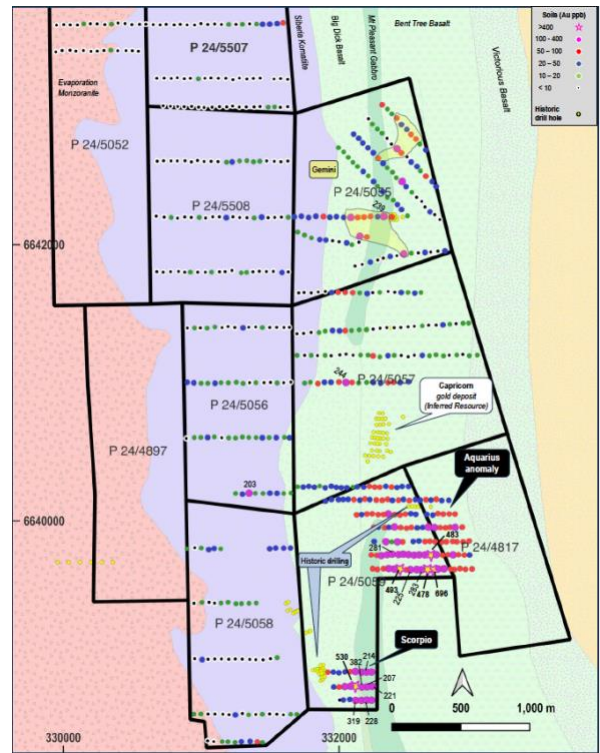 Soils (Au ppb)
>400
100 - 400
50 - 100
20 – 50
10 – 20
< 10
Historic
drill hole
P 24/5507
Siberia Komatiite
Big Dick Basalt
Mt Pleasant Gabbro
Bent Tree Basalt
Victorious Basalt
Evaporation
Monzoranite
P 24/5052
Gemini
P 24/5508
239
6642000
244
P 24/5057
P 24/5056
Capricorn
gold deposit
(Inferred Resource)
P 24/4897
203
Aquarius
anomaly
6640000
483
281
P 24/4817
Historic drilling
P 24/5059
493
225
283
478
696
P 24/5058
Scorpio
530
382
214
207
221
319
228
0
500
1,000 m
330000
332000